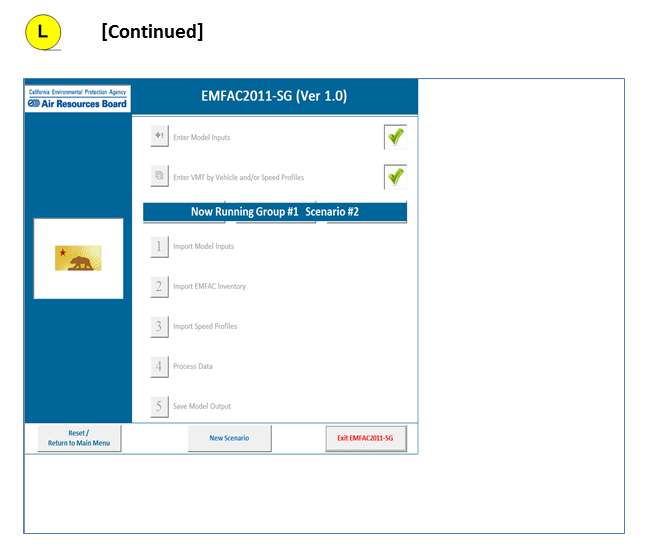 L [Continued]
California Environmental Protection Agency
Air Resources Board
EMFAC2011-SG (Ver 1.0)
Enter Model Inputs
Enter VMT by Vehicle and/or Speed Profiles
Now Running Group #1 Scenario #2
1 Import Model Inputs
2 Import EMFAC Inventory
3 Import Speed Profiles
4 Process Data
5 Save Model Output
Reset /
Return to Main Menu
New Scenario
Exit EMFAC2011-SG